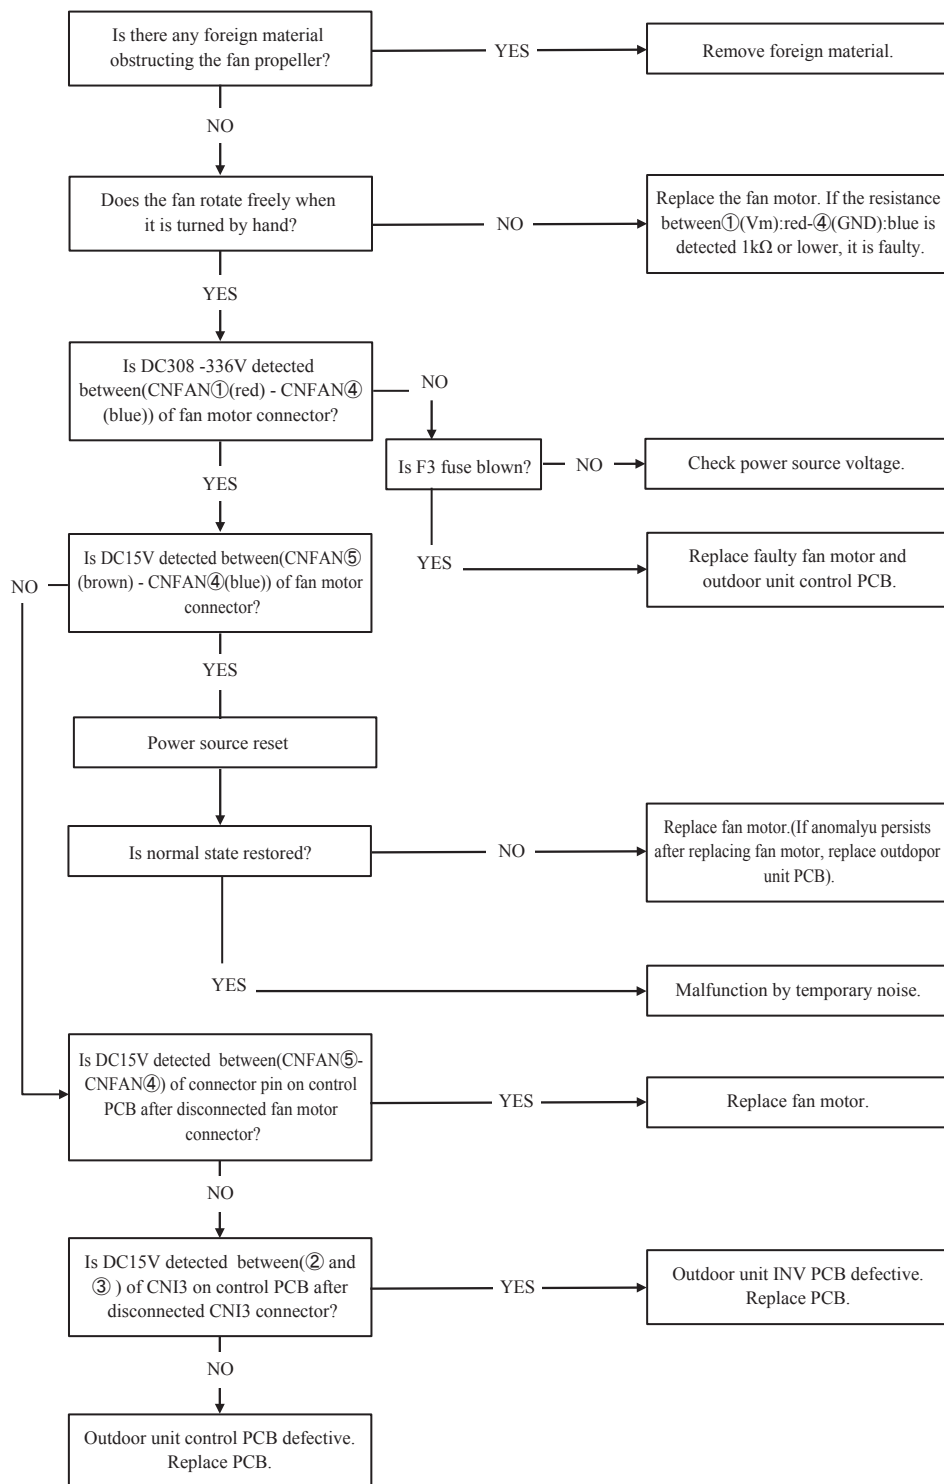 Is there any foreign material
obstructing the fan propeller?
YES
Remove foreign material.
NO
Does the fan rotate freely when
it is turned by hand?
NO
Replace the fan motor. If the resistance
between①(Vm):red-④(GND):blue is
detected 1kΩ or lower, it is faulty.
YES
Is DC308 -336V detected
between(CNFAN①(red) - CNFAN④
(blue)) of fan motor connector?
NO
Is F3 fuse blown?
NO
Check power source voltage.
YES
YES
Replace faulty fan motor and
outdoor unit control PCB.
Is DC15V detected between(CNFAN⑤
(brown) - CNFAN④(blue)) of fan motor
connector?
NO
YES
Power source reset
Is normal state restored?
NO
Replace fan motor.(If anomalyu persists
after replacing fan motor, replace outdopor
unit PCB).
YES
Malfunction by temporary noise.
Is DC15V detected  between(CNFAN⑤-
CNFAN④) of connector pin on control
PCB after disconnected fan motor
connector?
YES
Replace fan motor.
NO
Is DC15V detected  between(② and
③ ) of CNI3 on control PCB after
disconnected CNI3 connector?
YES
Outdoor unit INV PCB defective.
Replace PCB.
NO
Outdoor unit control PCB defective.
Replace PCB.